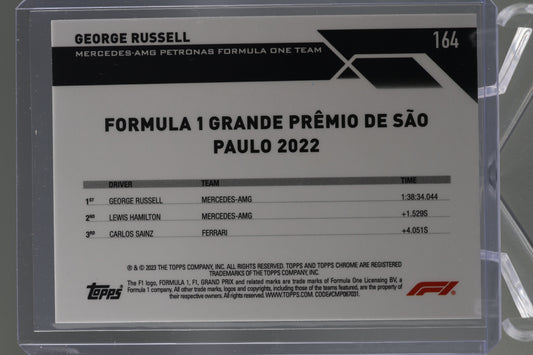 GEORGE RUSSELL
164
MERCEDES-AMG PETRONAS FORMULA ONE TEAM
FORMULA 1 GRANDE PRÊMIO DE SÃO
PAULO 2022
DRIVER TEAM TIME
1ST GEORGE RUSSELL MERCEDES-AMG 1:38:34.044
2ND LEWIS HAMILTON MERCEDES-AMG +1.529S
3RD CARLOS SAINZ FERRARI +4.051S
® & © 2023 THE TOPPS COMPANY, INC. ALL RIGHTS RESERVED. TOPPS AND TOPPS CHROME ARE REGISTERED
TRADEMARKS OF THE TOPPS COMPANY, INC.
The F1 logo, FORMULA 1, F1, GRAND PRIX and related marks are trade marks of Formula One Licensing BV, a
Formula 1 company. All other trade marks, logos and copyrights, including those of the teams featured, are the property of
their respective owners. All rights reserved. WWW.TOPPS.COM. CODE#CMP067031.
topps
F1